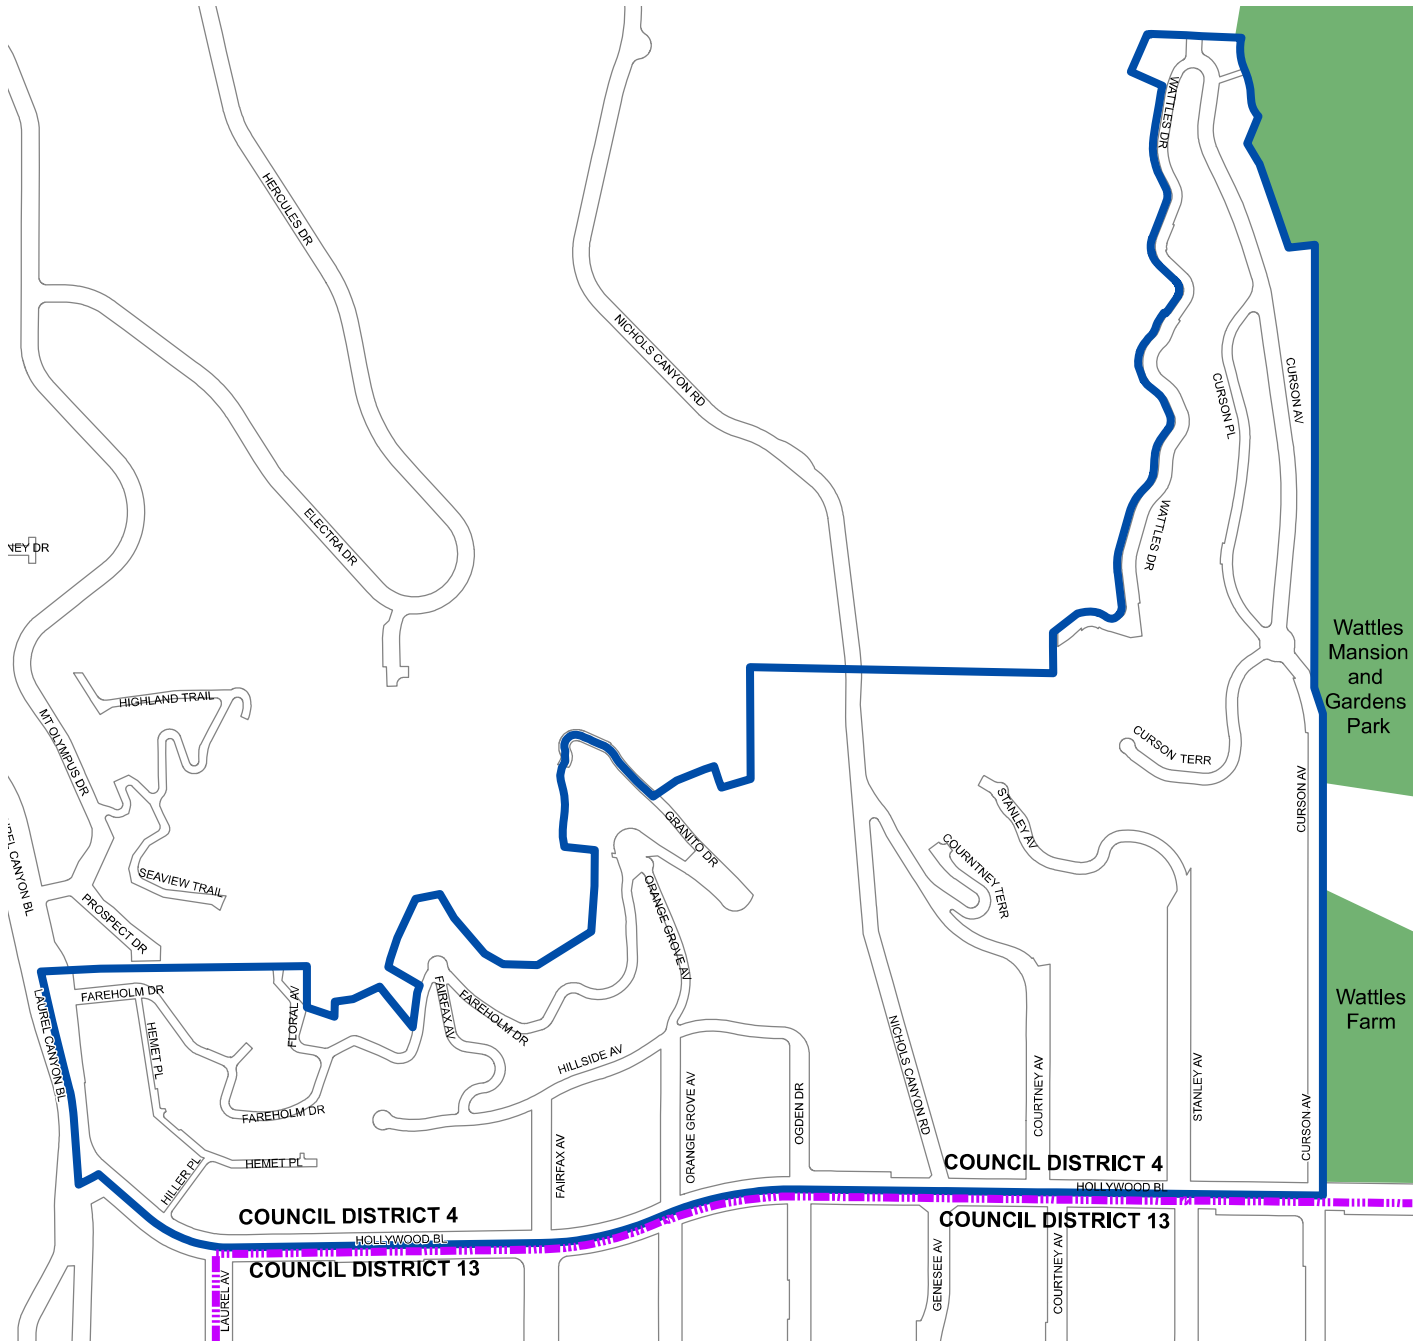 WATTLES DR
HERCULES DR
NICHOLS CANYON RD
CURSON AV
CURSON PL
ELECTRA DR
WATTLES DR
NEY DR
Wattles
Mansion
and
Gardens
Park
HIGHLAND TRAIL
MT OLYMPUS DR
CURSON TERR
CURSON AV
STANLEY AV
GRANITO DR
COURNTNEY TERR
UREL CANYON BL
SEAVIEW TRAIL
ORANGE GROVE AV
PROSPECT DR
FAREHOLM DR
FLORAL AV
FAIRFAX AV
FAREHOLM DR
Wattles
Farm
LAUREL CANYON BL
HEMET PL
HILLSIDE AV
NICHOLS CANYON RD
COURTNEY AV
STANLEY AV
CURSON AV
ORANGE GROVE AV
OGDEN DR
FAREHOLM DR
FAIRFAX AV
HEMET PL
HILLER PL
COUNCIL DISTRICT 4
HOLLYWOOD BL
COUNCIL DISTRICT 13
COUNCIL DISTRICT 4
HOLLYWOOD BL
COUNCIL DISTRICT 13
LAUREL AV
GENESEE AV
COURTNEY AV